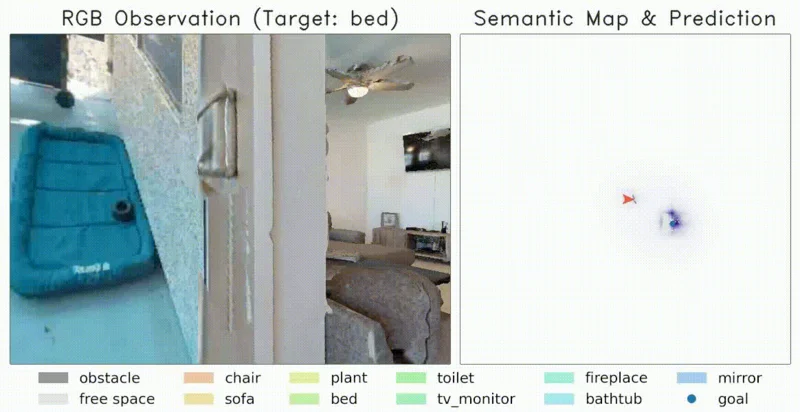 RGB Observation (Target: bed)
Semantic Map & Prediction
obstacle
chair
plant
toilet
fireplace
mirror
free space
sofa
bed
tv_monitor
bathtub
goal